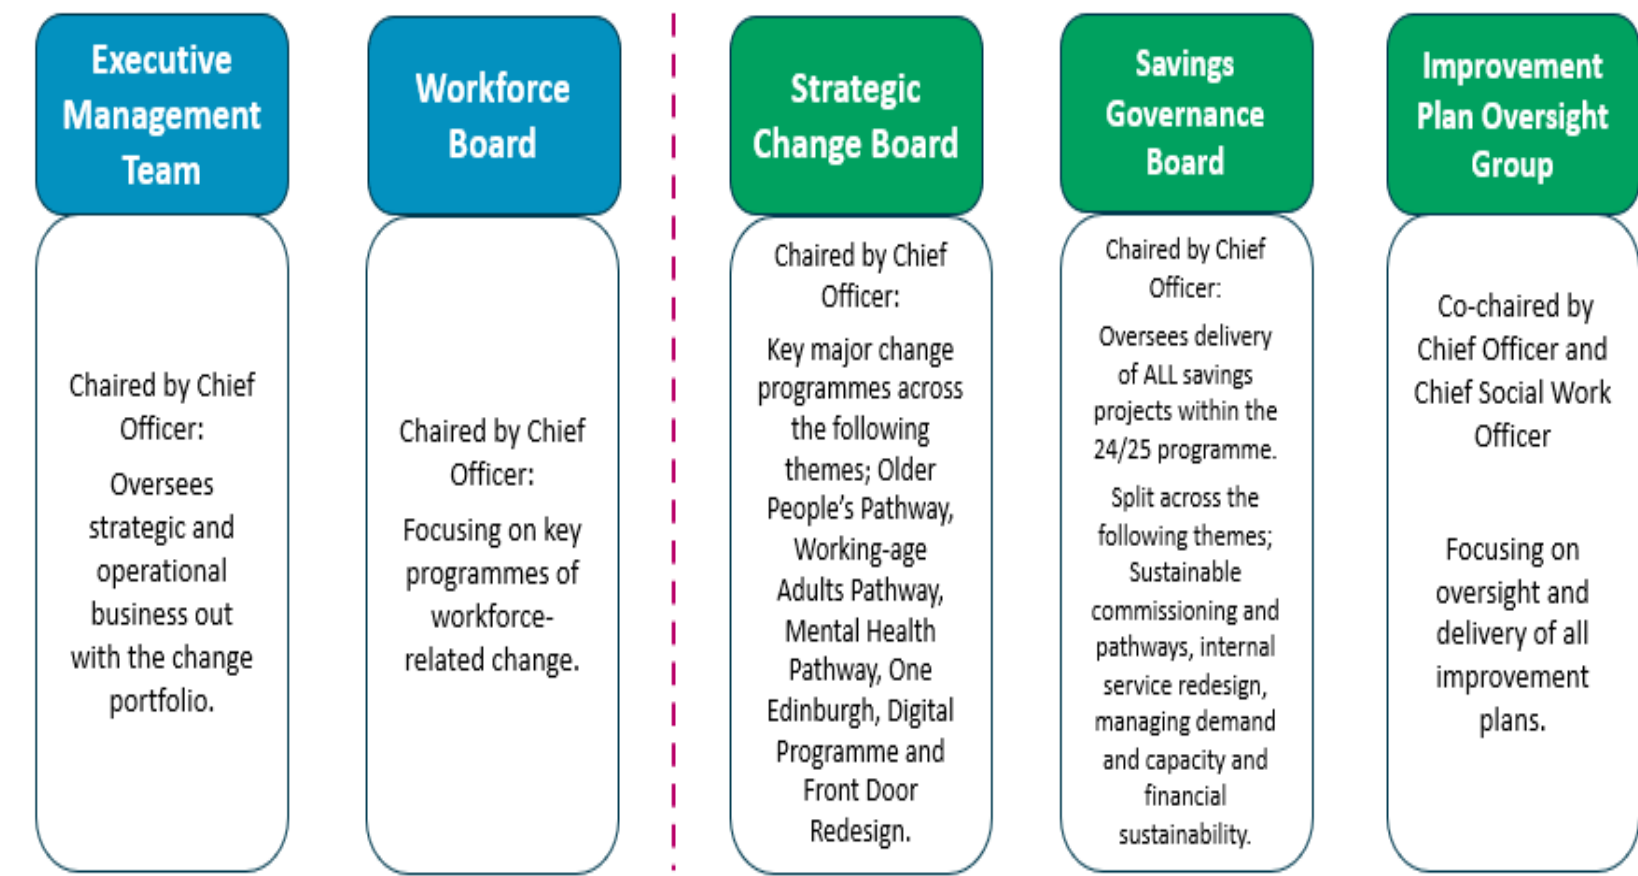 Executive
Management
Team
Chaired by Chief
Officer:
Oversees
strategic and
operational
business out
with the change
portfolio.
Workforce
Board
Chaired by Chief
Officer:
Focusing on key
programmes of
workforce-
related change.
Strategic
Change Board
Chaired by Chief
Officer:
Key major change
programmes across
the following
themes; Older
People’s Pathway,
Working-age
Adults Pathway,
Mental Health
Pathway, One
Edinburgh, Digital
Programme and
Front Door
Redesign.
Savings
Governance
Board
Chaired by Chief
Officer:
Oversees delivery
of ALL savings
projects within the
24/25 programme.
Split across the
following themes;
Sustainable
commissioning and
pathways, internal
service redesign,
managing demand
and capacity and
financial
sustainability.
Improvement
Plan Oversight
Group
Co-chaired by
Chief Officer and
Chief Social Work
Officer
Focusing on
oversight and
delivery of all
improvement
plans.